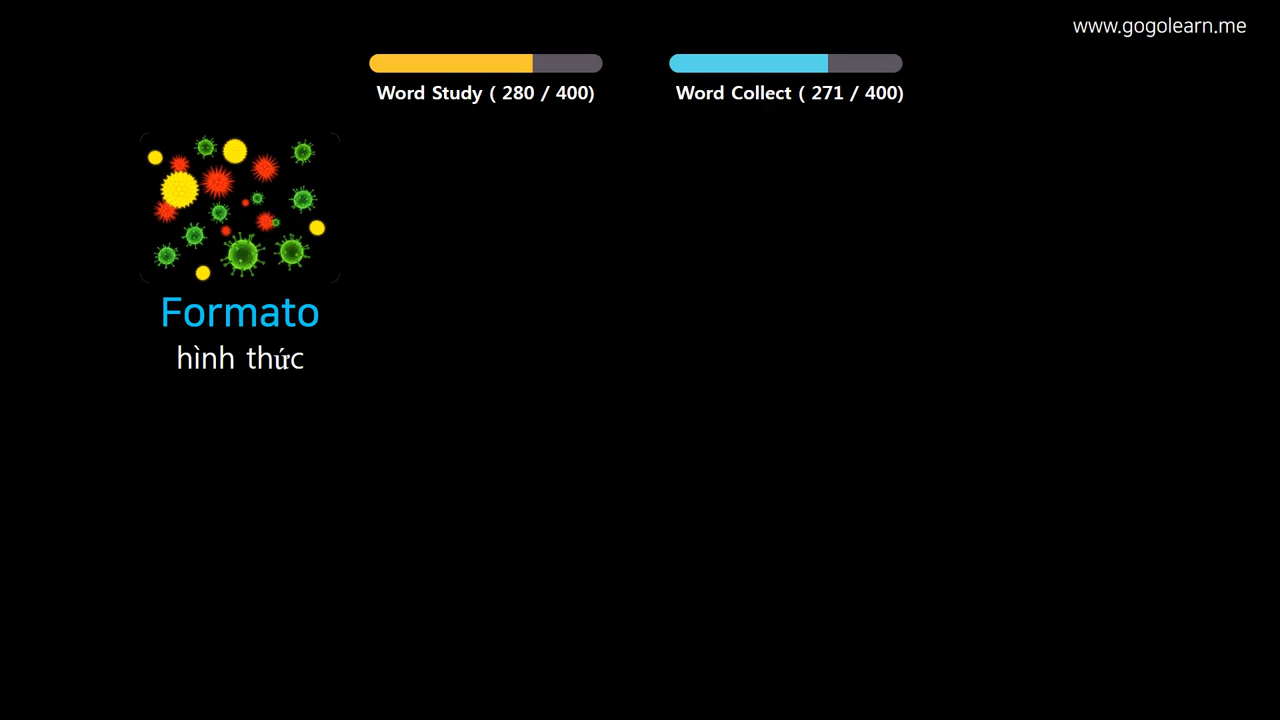 www.gogolearn.me
Word Study ( 280 / 400)
Word Collect ( 271 / 400)
Formato
hình thức